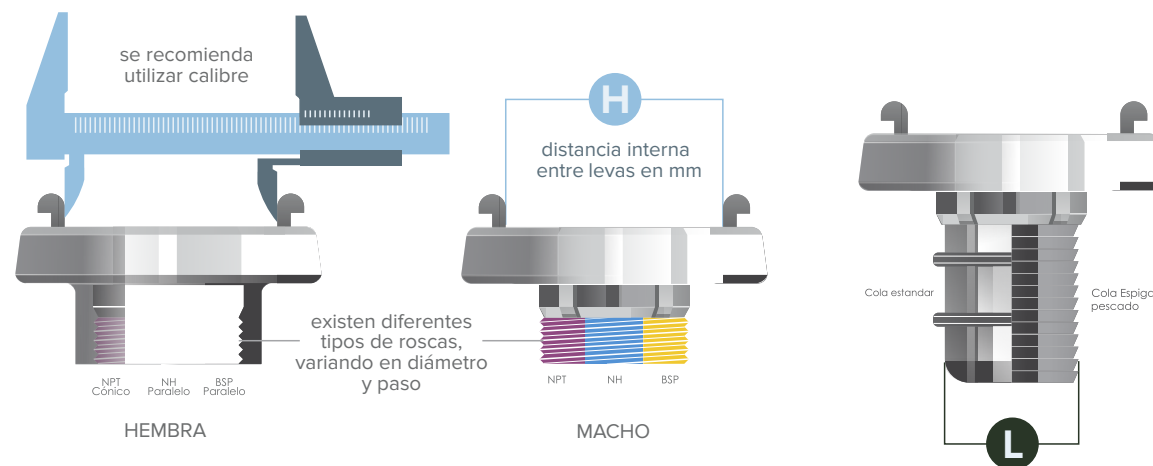 se recomienda
utilizar calibre
H
distancia interna
entre levas en mm
existen diferentes
tipos de roscas,
variando en diámetro
y paso
NPT
Cónico
NH
Paralelo
BSP
Paralelo
HEMBRA
NPT
NH
BSP
MACHO
Cola estandar
Cola Espiga
pescado
L